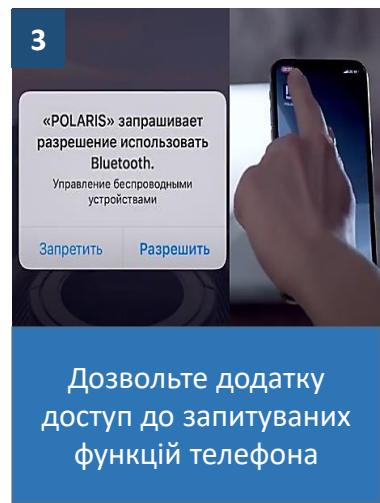 3
«POLARIS» запрашивает
разрешение использовать
Bluetooth.
Управление беспроводными
устройствами
Запретить Разрешить
Дозвольте додатку
доступ до запитуваних
функцій телефона